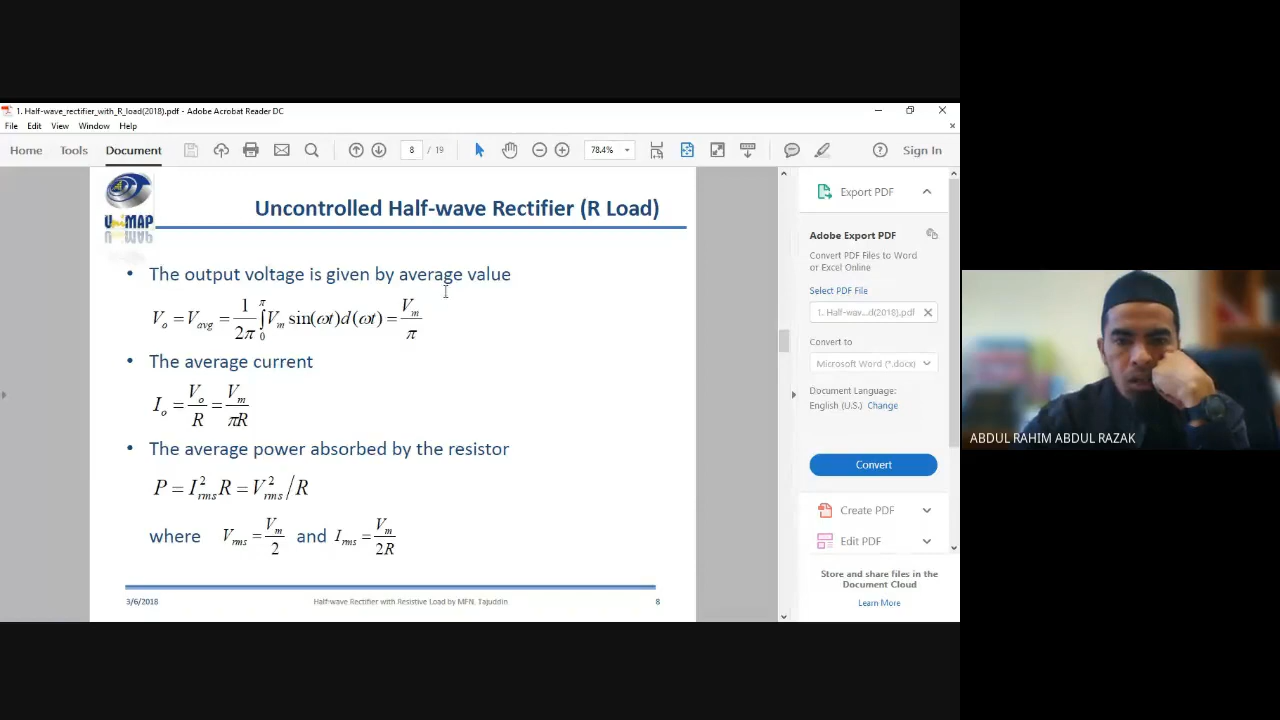 1. Half-wave_rectifier_with_R_load(2018).pdf - Adobe Acrobat Reader DC
File Edit View Window Help
Home Tools Document 8 / 19 78.4% Sign In
UniMAP
Uncontrolled Half-wave Rectifier (R Load)
• The output voltage is given by average value
V_o = V_avg = 1/2π ∫_0^π V_m sin(ωt)d(ωt) = V_m/π
• The average current
I_o = V_o/R = V_m/πR
• The average power absorbed by the resistor
P = I_rms^2 R = V_rms^2/R
where V_rms = V_m/2 and I_rms = V_m/2R
3/6/2018 Half-wave Rectifier with Resistive Load by MFN, Tajuddin 8
Export PDF
Adobe Export PDF
Convert PDF Files to Word
or Excel Online
Select PDF File
1. Half-wav...d(2018).pdf
Convert to
Microsoft Word (*.docx)
Document Language:
English (U.S.) Change
Convert
Create PDF
Edit PDF
Store and share files in the
Document Cloud
Learn More
ABDUL RAHIM ABDUL RAZAK